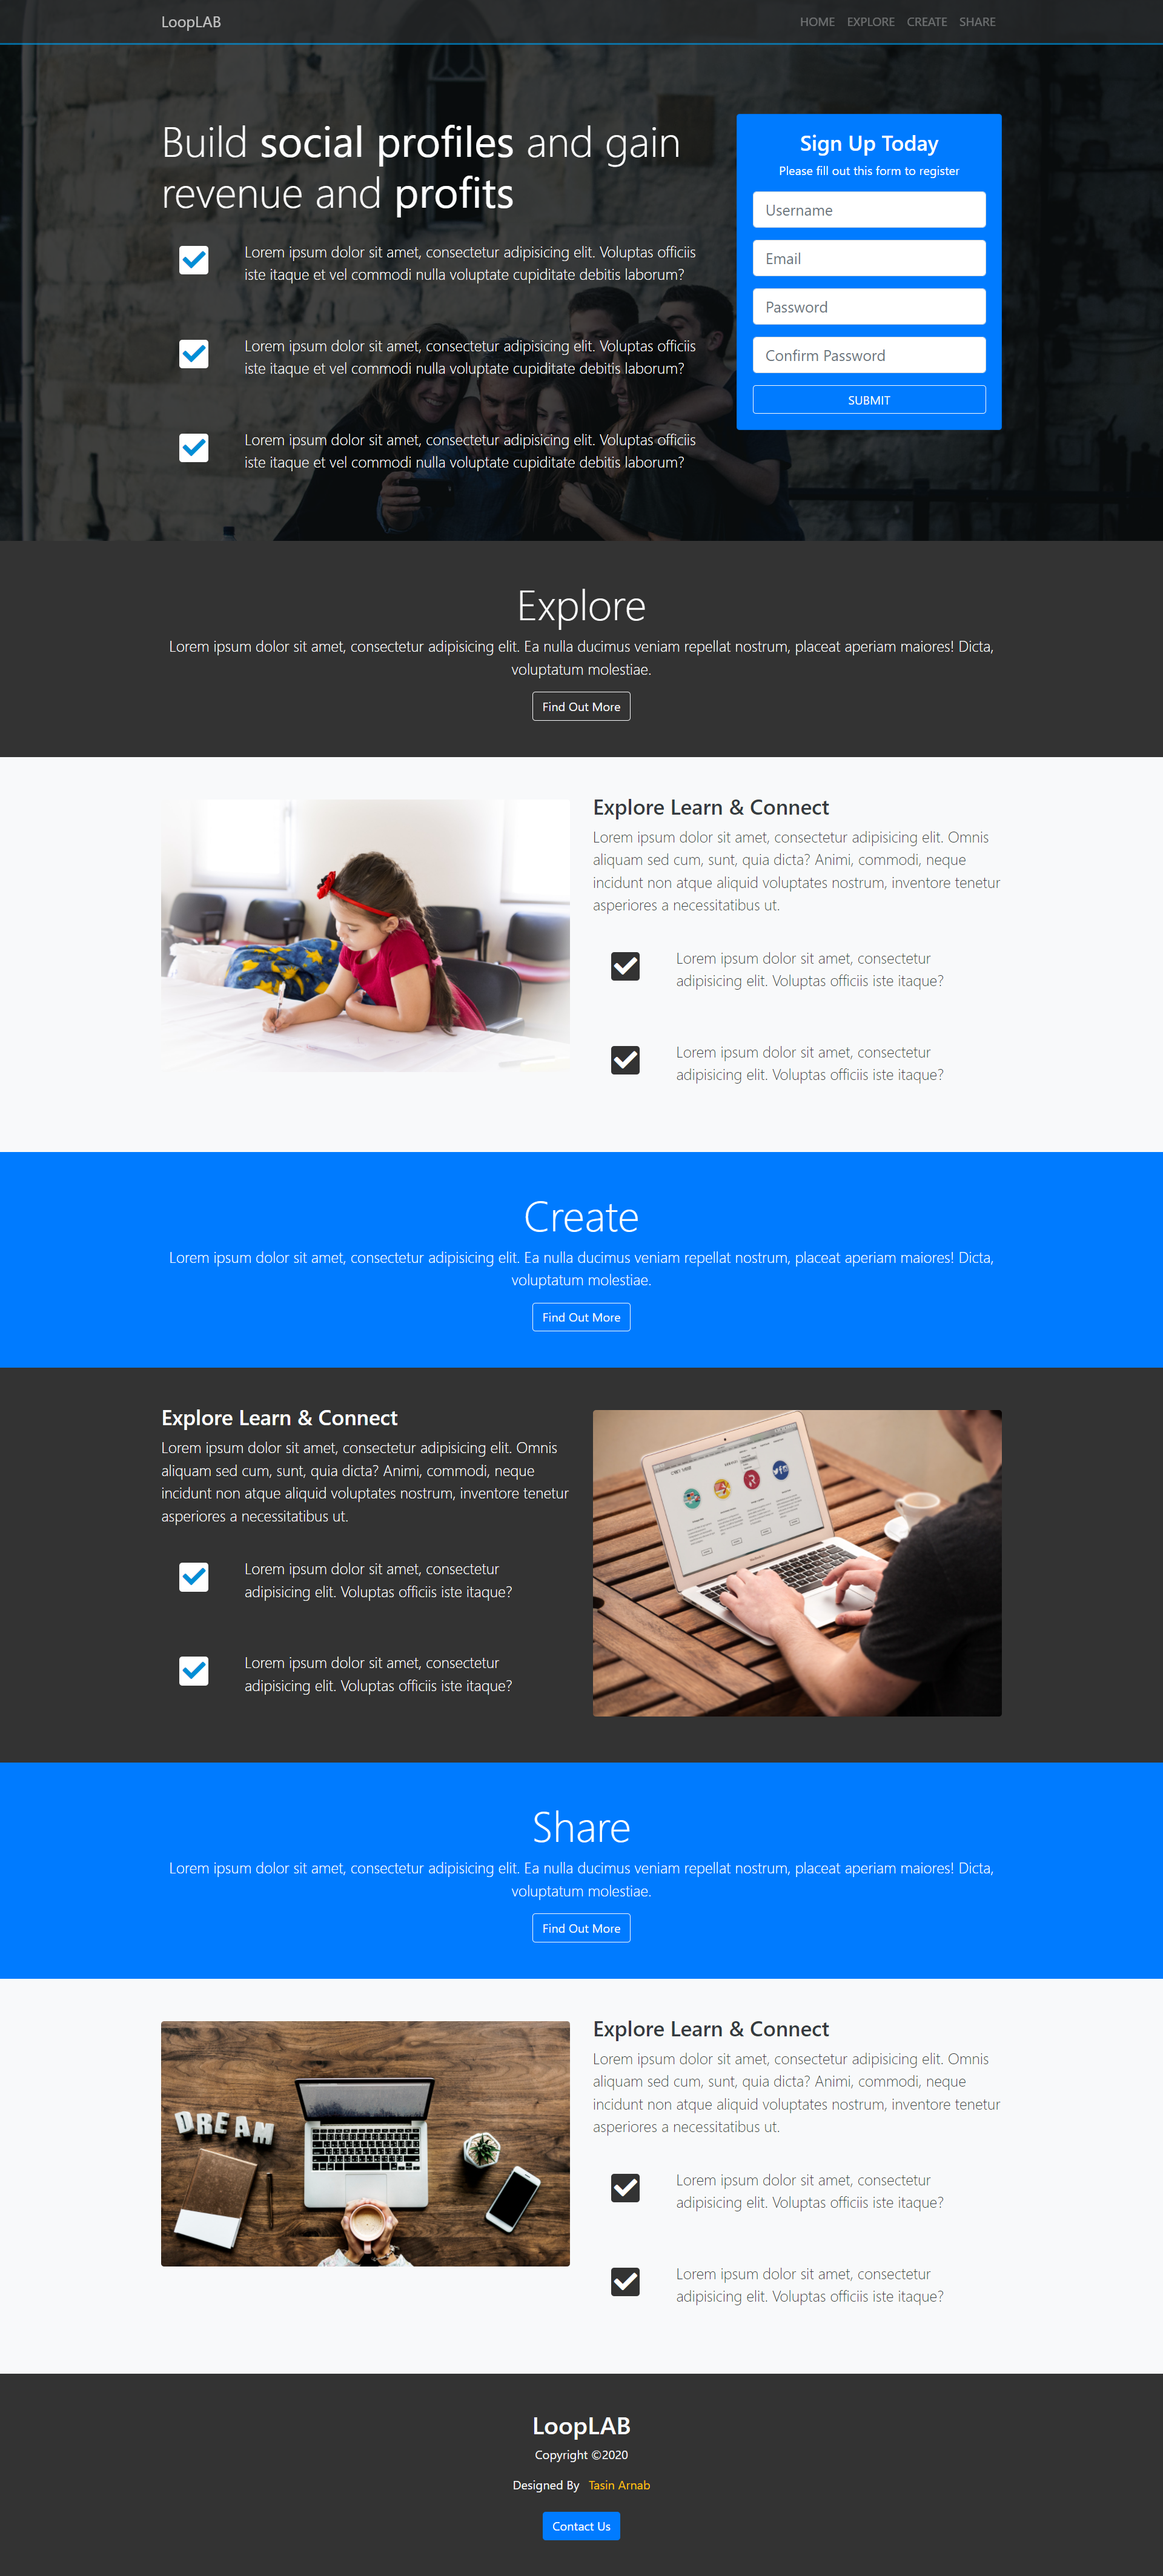 LoopLAB
HOME EXPLORE CREATE SHARE
Build social profiles and gain
revenue and profits
Lorem ipsum dolor sit amet, consectetur adipisicing elit. Voluptas officiis
iste itaque et vel commodi nulla voluptate cupiditate debitis laborum?
Lorem ipsum dolor sit amet, consectetur adipisicing elit. Voluptas officiis
iste itaque et vel commodi nulla voluptate cupiditate debitis laborum?
Lorem ipsum dolor sit amet, consectetur adipisicing elit. Voluptas officiis
iste itaque et vel commodi nulla voluptate cupiditate debitis laborum?
Sign Up Today
Please fill out this form to register
Username
Email
Password
Confirm Password
SUBMIT
Explore
Lorem ipsum dolor sit amet, consectetur adipisicing elit. Ea nulla ducimus veniam repellat nostrum, placeat aperiam maiores! Dicta,
voluptatum molestiae.
Find Out More
Explore Learn & Connect
Lorem ipsum dolor sit amet, consectetur adipisicing elit. Omnis
aliquam sed cum, sunt, quia dicta? Animi, commodi, neque
incidunt non atque aliquid voluptates nostrum, inventore tenetur
asperiores a necessitatibus ut.
Lorem ipsum dolor sit amet, consectetur
adipisicing elit. Voluptas officiis iste itaque?
Lorem ipsum dolor sit amet, consectetur
adipisicing elit. Voluptas officiis iste itaque?
Create
Lorem ipsum dolor sit amet, consectetur adipisicing elit. Ea nulla ducimus veniam repellat nostrum, placeat aperiam maiores! Dicta,
voluptatum molestiae.
Find Out More
Explore Learn & Connect
Lorem ipsum dolor sit amet, consectetur adipisicing elit. Omnis
aliquam sed cum, sunt, quia dicta? Animi, commodi, neque
incidunt non atque aliquid voluptates nostrum, inventore tenetur
asperiores a necessitatibus ut.
Lorem ipsum dolor sit amet, consectetur
adipisicing elit. Voluptas officiis iste itaque?
Lorem ipsum dolor sit amet, consectetur
adipisicing elit. Voluptas officiis iste itaque?
Share
Lorem ipsum dolor sit amet, consectetur adipisicing elit. Ea nulla ducimus veniam repellat nostrum, placeat aperiam maiores! Dicta,
voluptatum molestiae.
Find Out More
DREAM
Explore Learn & Connect
Lorem ipsum dolor sit amet, consectetur adipisicing elit. Omnis
aliquam sed cum, sunt, quia dicta? Animi, commodi, neque
incidunt non atque aliquid voluptates nostrum, inventore tenetur
asperiores a necessitatibus ut.
Lorem ipsum dolor sit amet, consectetur
adipisicing elit. Voluptas officiis iste itaque?
Lorem ipsum dolor sit amet, consectetur
adipisicing elit. Voluptas officiis iste itaque?
LoopLAB
Copyright ©2020
Designed By Tasin Arnab
Contact Us